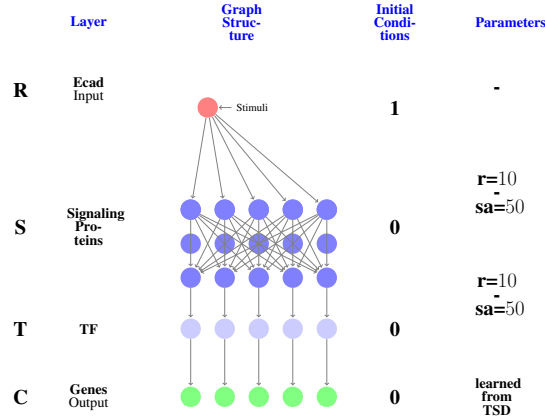 Layer
Graph
Struc-
ture
Initial
Condi-
tions
Parameters
R
Ecad
Input
← Stimuli
1
-
S
Signaling
Pro-
teins
0
r=10
-
sa=50
r=10
-
sa=50
T
TF
0
C
Genes
Output
0
learned
from
TSD